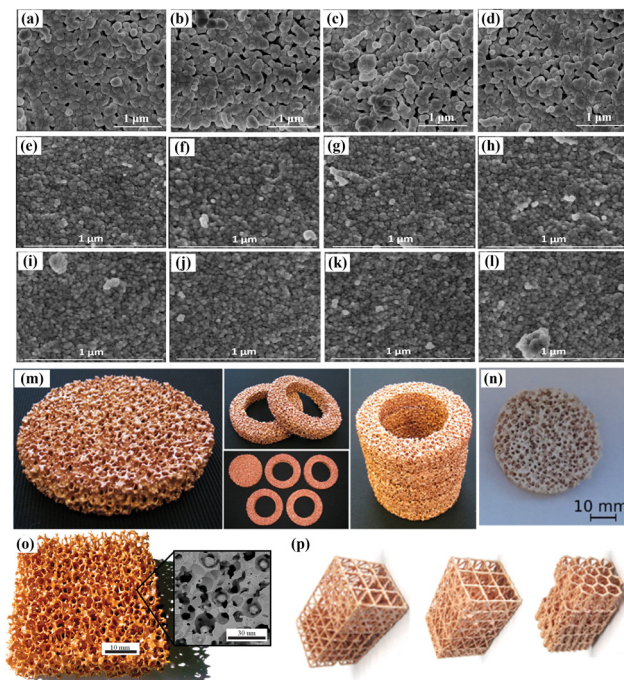 (a) (b) (c) (d)
1 μm 1 μm 1 μm 1 μm
(e) (f) (g) (h)
1 μm 1 μm 1 μm 1 μm
(i) (j) (k) (l)
1 μm 1 μm 1 μm 1 μm
(m) (n)
10 mm
(o) (p)
10 mm
30 um